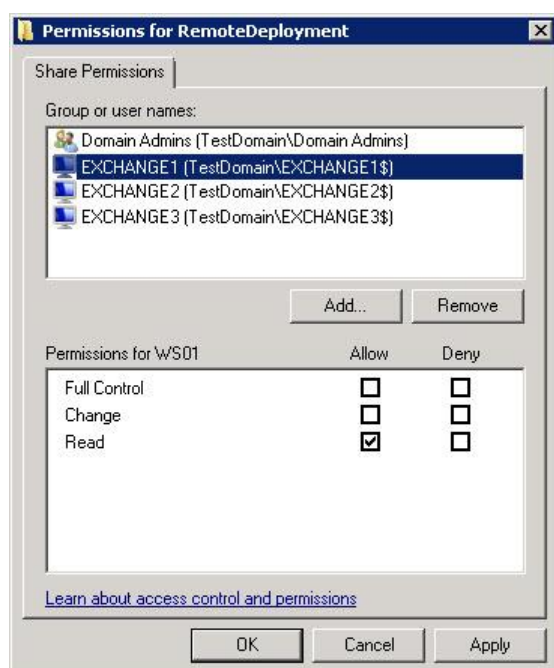 Permissions for RemoteDeployment
Share Permissions
Group or user names:
Domain Admins (TestDomain\Domain Admins)
EXCHANGE1 (TestDomain\EXCHANGE1$)
EXCHANGE2 (TestDomain\EXCHANGE2$)
EXCHANGE3 (TestDomain\EXCHANGE3$)
Add... Remove
Permissions for WS01 Allow Deny
Full Control
Change
Read
Learn about access control and permissions
OK Cancel Apply